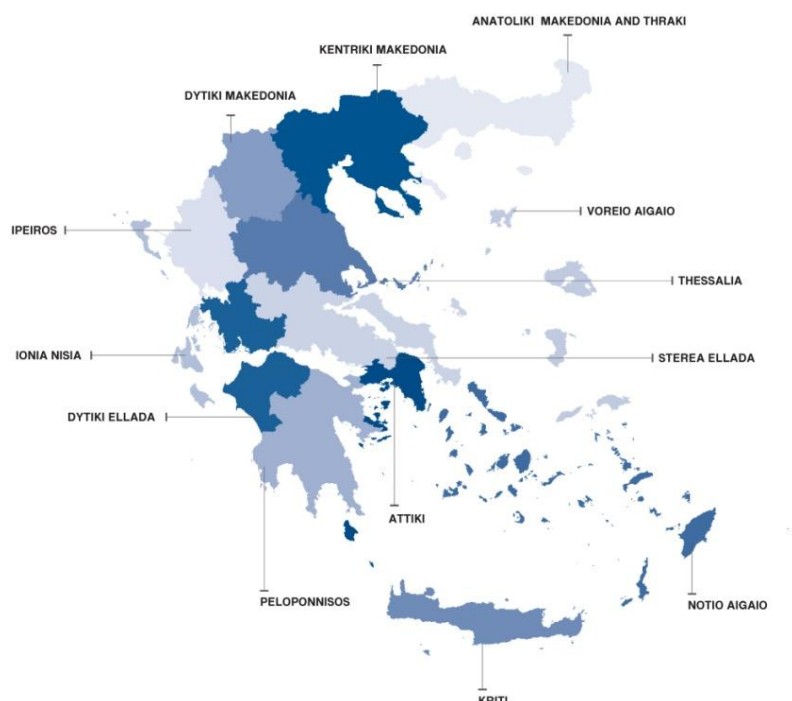 ANATOLIKI MAKEDONIA AND THRAKI
KENTRIKI MAKEDONIA
DYTIKI MAKEDONIA
VOREIO AIGAIO
IPEIROS
THESSALIA
IONIA NISIA
STEREA ELLADA
DYTIKI ELLADA
ATTIKI
PELOPONNISOS
NOTIO AIGAIO
KRITI